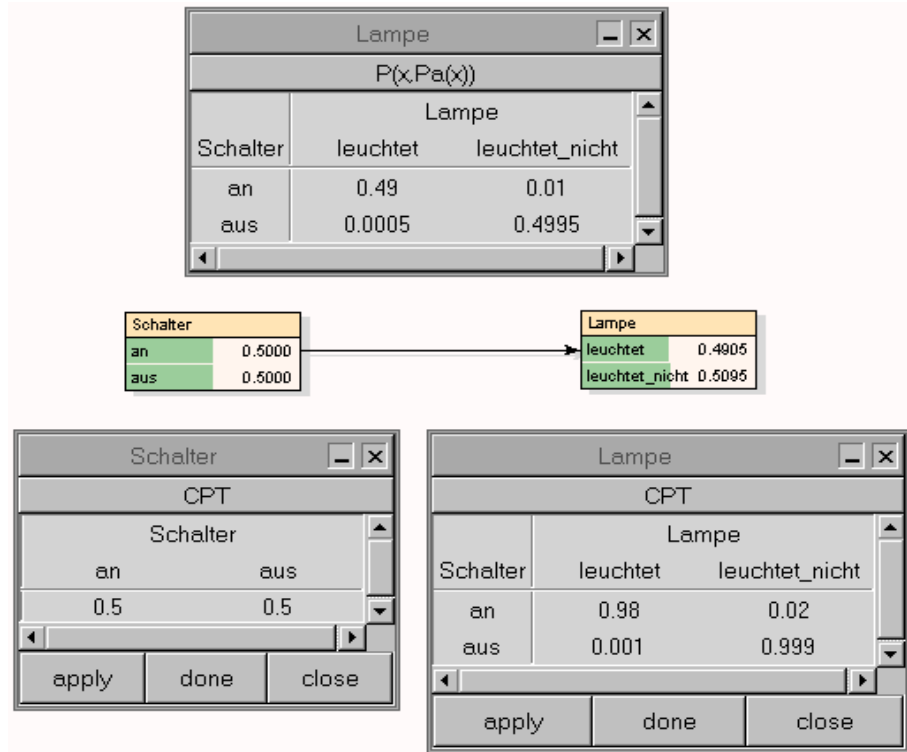 Lampe
P(x,Pa(x))
Lampe
Schalter leuchtet leuchtet_nicht
an 0.49 0.01
aus 0.0005 0.4995
Schalter
an 0.5000
aus 0.5000
Lampe
leuchtet 0.4905
leuchtet_nicht 0.5095
Schalter
CPT
Schalter
an aus
0.5 0.5
apply done close
Lampe
CPT
Lampe
Schalter leuchtet leuchtet_nicht
an 0.98 0.02
aus 0.001 0.999
apply done close